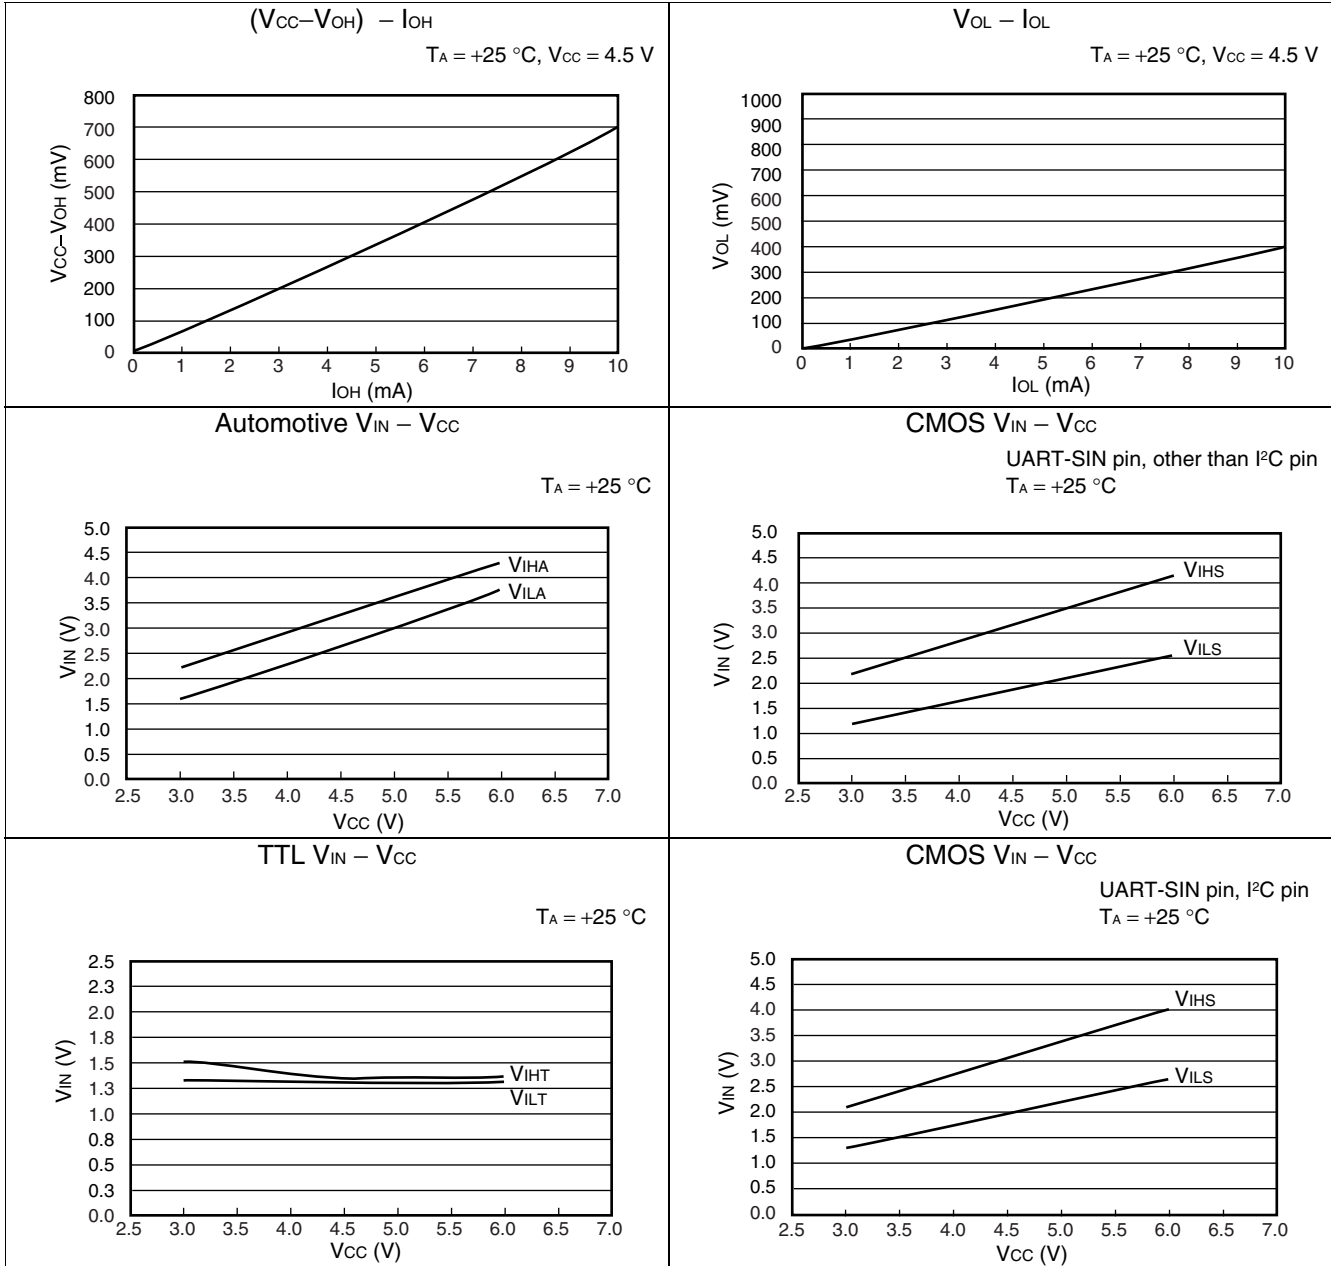 (VCC–VOH) – IOH
TA = +25 °C, VCC = 4.5 V
800
700
600
500
400
300
200
100
0
VCC–VOH (mV)
0 1 2 3 4 5 6 7 8 9 10
IOH (mA)
VOL – IOL
TA = +25 °C, VCC = 4.5 V
1000
900
800
700
600
500
400
300
200
100
0
VOL (mV)
0 1 2 3 4 5 6 7 8 9 10
IOL (mA)
Automotive VIN – VCC
TA = +25 °C
5.0
4.5
4.0
3.5
3.0
2.5
2.0
1.5
1.0
0.5
0.0
VIN (V)
VIHA
VILA
2.5 3.0 3.5 4.0 4.5 5.0 5.5 6.0 6.5 7.0
VCC (V)
CMOS VIN – VCC
UART-SIN pin, other than I²C pin
TA = +25 °C
5.0
4.5
4.0
3.5
3.0
2.5
2.0
1.5
1.0
0.5
0.0
VIN (V)
VIHS
VILS
2.5 3.0 3.5 4.0 4.5 5.0 5.5 6.0 6.5 7.0
VCC (V)
TTL VIN – VCC
TA = +25 °C
2.5
2.3
2.0
1.8
1.5
1.3
1.0
0.8
0.5
0.3
0.0
VIN (V)
VIHT
VILT
2.5 3.0 3.5 4.0 4.5 5.0 5.5 6.0 6.5 7.0
VCC (V)
CMOS VIN – VCC
UART-SIN pin, I²C pin
TA = +25 °C
5.0
4.5
4.0
3.5
3.0
2.5
2.0
1.5
1.0
0.5
0.0
VIN (V)
VIHS
VILS
2.5 3.0 3.5 4.0 4.5 5.0 5.5 6.0 6.5 7.0
VCC (V)